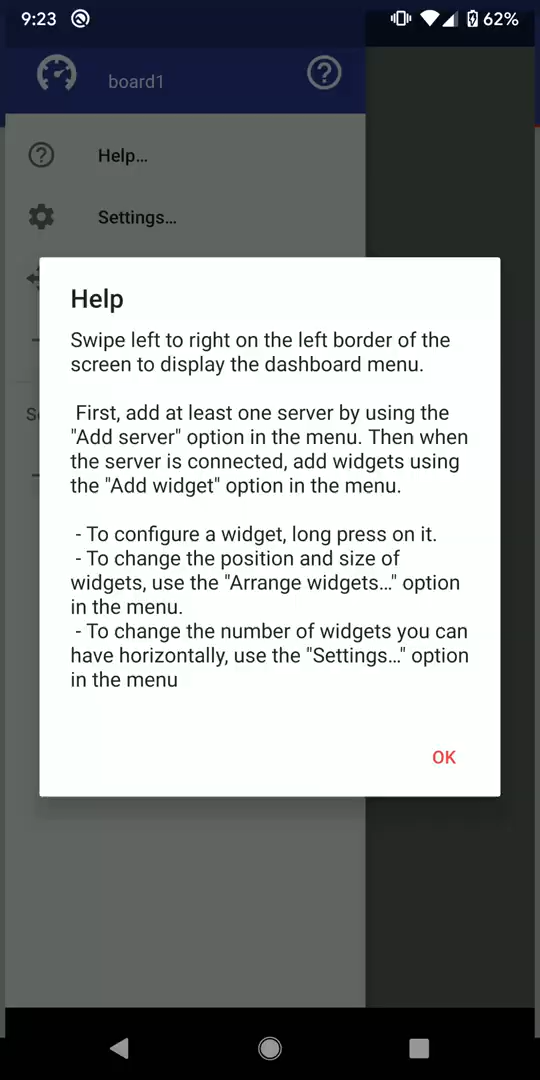 9:23
62%
board1
Help...
Settings...
Help
Swipe left to right on the left border of the
screen to display the dashboard menu.
First, add at least one server by using the
"Add server" option in the menu. Then when
the server is connected, add widgets using
the "Add widget" option in the menu.
- To configure a widget, long press on it.
- To change the position and size of
widgets, use the "Arrange widgets..." option
in the menu.
- To change the number of widgets you can
have horizontally, use the "Settings..." option
in the menu
OK